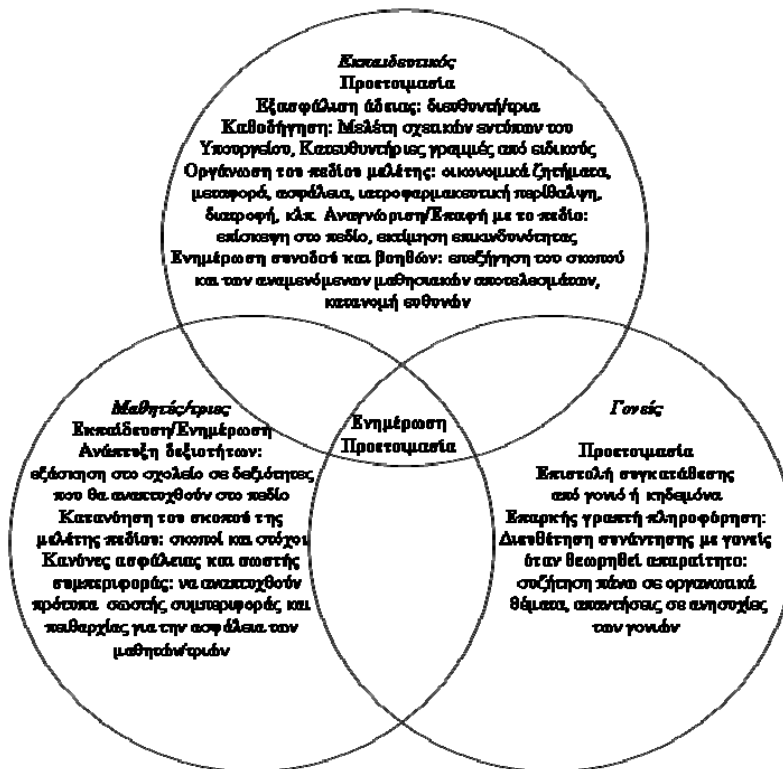 Εκπαιδευτικός
Προετοιμασία
Εξασφάλιση άδειας: διευθυντή/τρια
Καθοδήγηση: Μελέτη σχετικών εντύπων του
Υπουργείου, Κατευθυντήριες γραμμές από ειδικούς
Οργάνωση του πεδίου μελέτης: οικονομικά ζητήματα,
μεταφορά, ασφάλεια, ιατροφαρμακευτική περίθαλψη,
διατροφή, κλπ. Αναγνώριση/Επαφή με το πεδίο:
επίσκεψη στο πεδίο, εκτίμηση επικινδυνότητας
Ενημέρωση συνοδού και βοηθών: επεξήγηση του σκοπού
και των αναμενόμενων μαθησιακών αποτελεσμάτων,
κατανομή ευθυνών
Μαθητές/τριες
Εκπαίδευση/Ενημέρωση
Ανάπτυξη δεξιοτήτων:
εξάσκηση στο σχολείο σε δεξιότητες
που θα αναπτυχθούν στο πεδίο
Κατανόηση του σκοπού της
μελέτης πεδίου: σκοποί και στόχοι
Κανόνες ασφάλειας και σωστής
συμπεριφοράς: να αναπτυχθούν
πρότυπα σωστής συμπεριφοράς και
πειθαρχίας για την ασφάλεια των
μαθητών/τριών
Ενημέρωση
Προετοιμασία
Γονείς
Προετοιμασία
Επιστολή συγκατάθεσης
από γονιό ή κηδεμόνα
Επαρκής γραπτή πληροφόρηση:
Διευθέτηση συνάντησης με γονείς
όταν θεωρηθεί απαραίτητο:
συζήτηση πάνω σε οργανωτικά
θέματα, απαντήσεις σε ανησυχίες
των γονιών